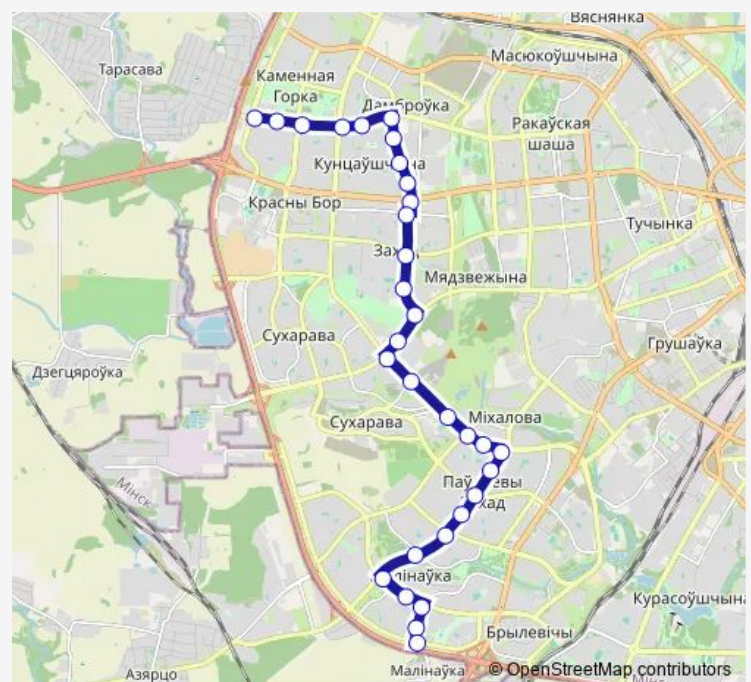 Вяснянка
Масюкоўшчына
Тарасава
Каменная
Горка
Дамброўка
Ракаўская
шаша
Кунцаўшчына
Красны Бор
Тучынка
Мядзвежына
Сухарава
Грушаўка
Дзегцяроўка
Сухарава
Міхалова
Мінск
Курасоўшчына
Брылевічы
Малінаўка
Азярцо
© OpenStreetMap contributors